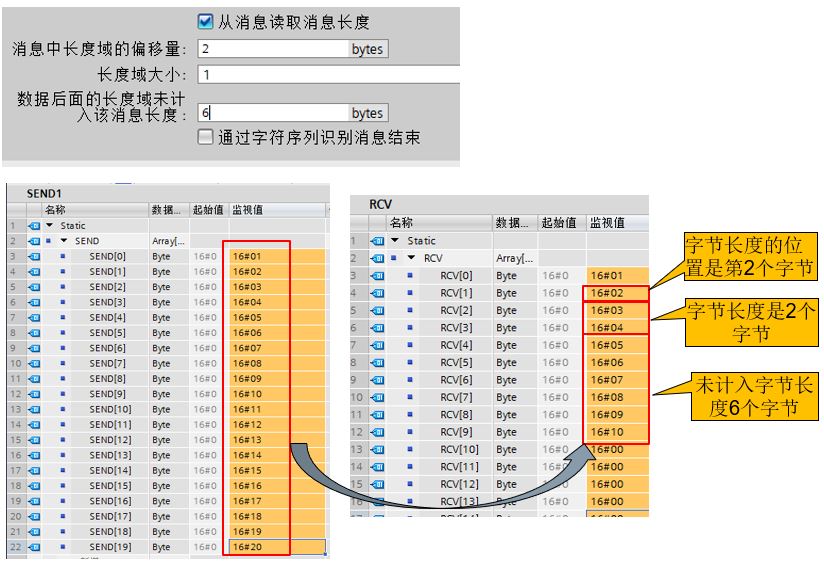 从消息读取消息长度
消息中长度域的偏移量: 2 bytes
长度域大小: 1
数据后面的长度域未计
入该消息长度: 6 bytes
通过字符序列识别消息结束
SEND1
名称 数据... 起始值 监视值
1 Static
2 SEND Array[...
3 SEND[0] Byte 16#0 16#01
4 SEND[1] Byte 16#0 16#02
5 SEND[2] Byte 16#0 16#03
6 SEND[3] Byte 16#0 16#04
7 SEND[4] Byte 16#0 16#05
8 SEND[5] Byte 16#0 16#06
9 SEND[6] Byte 16#0 16#07
10 SEND[7] Byte 16#0 16#08
11 SEND[8] Byte 16#0 16#09
12 SEND[9] Byte 16#0 16#10
13 SEND[10] Byte 16#0 16#11
14 SEND[11] Byte 16#0 16#12
15 SEND[12] Byte 16#0 16#13
16 SEND[13] Byte 16#0 16#14
17 SEND[14] Byte 16#0 16#15
18 SEND[15] Byte 16#0 16#16
19 SEND[16] Byte 16#0 16#17
20 SEND[17] Byte 16#0 16#18
21 SEND[18] Byte 16#0 16#19
22 SEND[19] Byte 16#0 16#20
RCV
名称 数据... 起始值 监视值
1 Static
2 RCV Array[...
3 RCV[0] Byte 16#0 16#01
4 RCV[1] Byte 16#0 16#02
5 RCV[2] Byte 16#0 16#03
6 RCV[3] Byte 16#0 16#04
7 RCV[4] Byte 16#0 16#05
8 RCV[5] Byte 16#0 16#06
9 RCV[6] Byte 16#0 16#07
10 RCV[7] Byte 16#0 16#08
11 RCV[8] Byte 16#0 16#09
12 RCV[9] Byte 16#0 16#10
13 RCV[10] Byte 16#0 16#00
14 RCV[11] Byte 16#0 16#00
15 RCV[12] Byte 16#0 16#00
16 RCV[13] Byte 16#0 16#00
字节长度的位
置是第2个字节
字节长度是2个
字节
未计入字节长
度6个字节